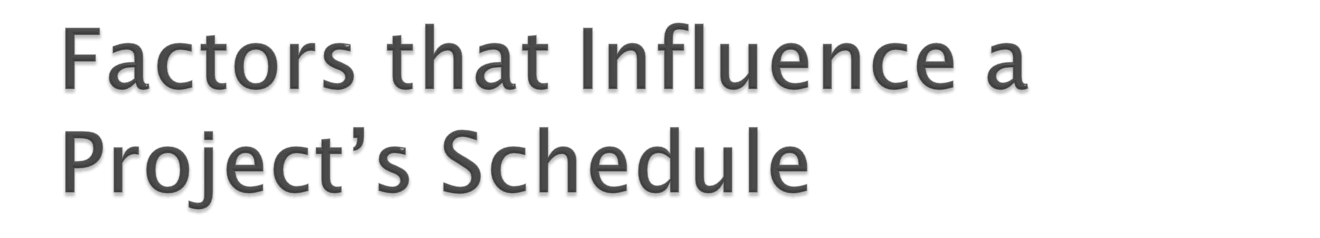 Factors that Influence a
Project’s Schedule